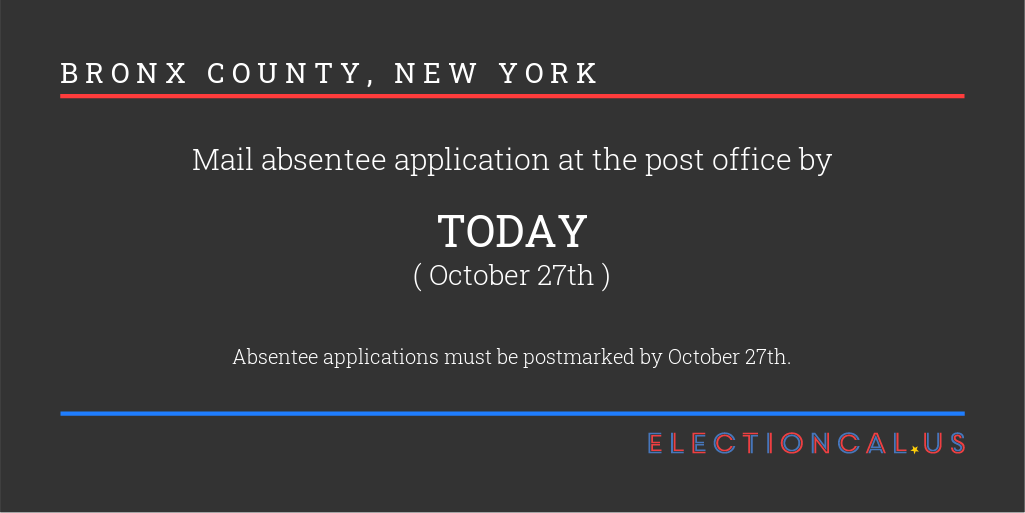 BRONX COUNTY, NEW YORK
Mail absentee application at the post office by
TODAY
( October 27th )
Absentee applications must be postmarked by October 27th.
ELECTIONCAL.US